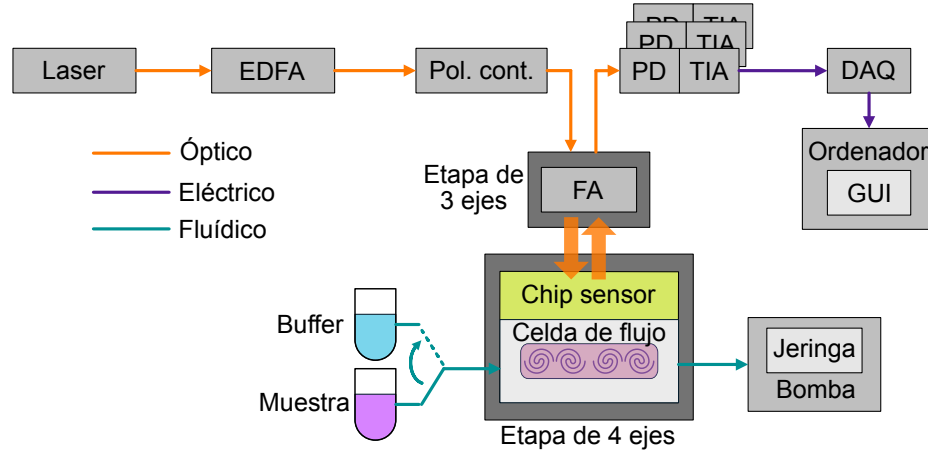 Laser
EDFA
Pol. cont.
PD TIA
PD TIA
PD TIA
DAQ
Óptico
Eléctrico
Fluídico
Etapa de
3 ejes
FA
Ordenador
GUI
Chip sensor
Celda de flujo
Buffer
Muestra
Jeringa
Bomba
Etapa de 4 ejes